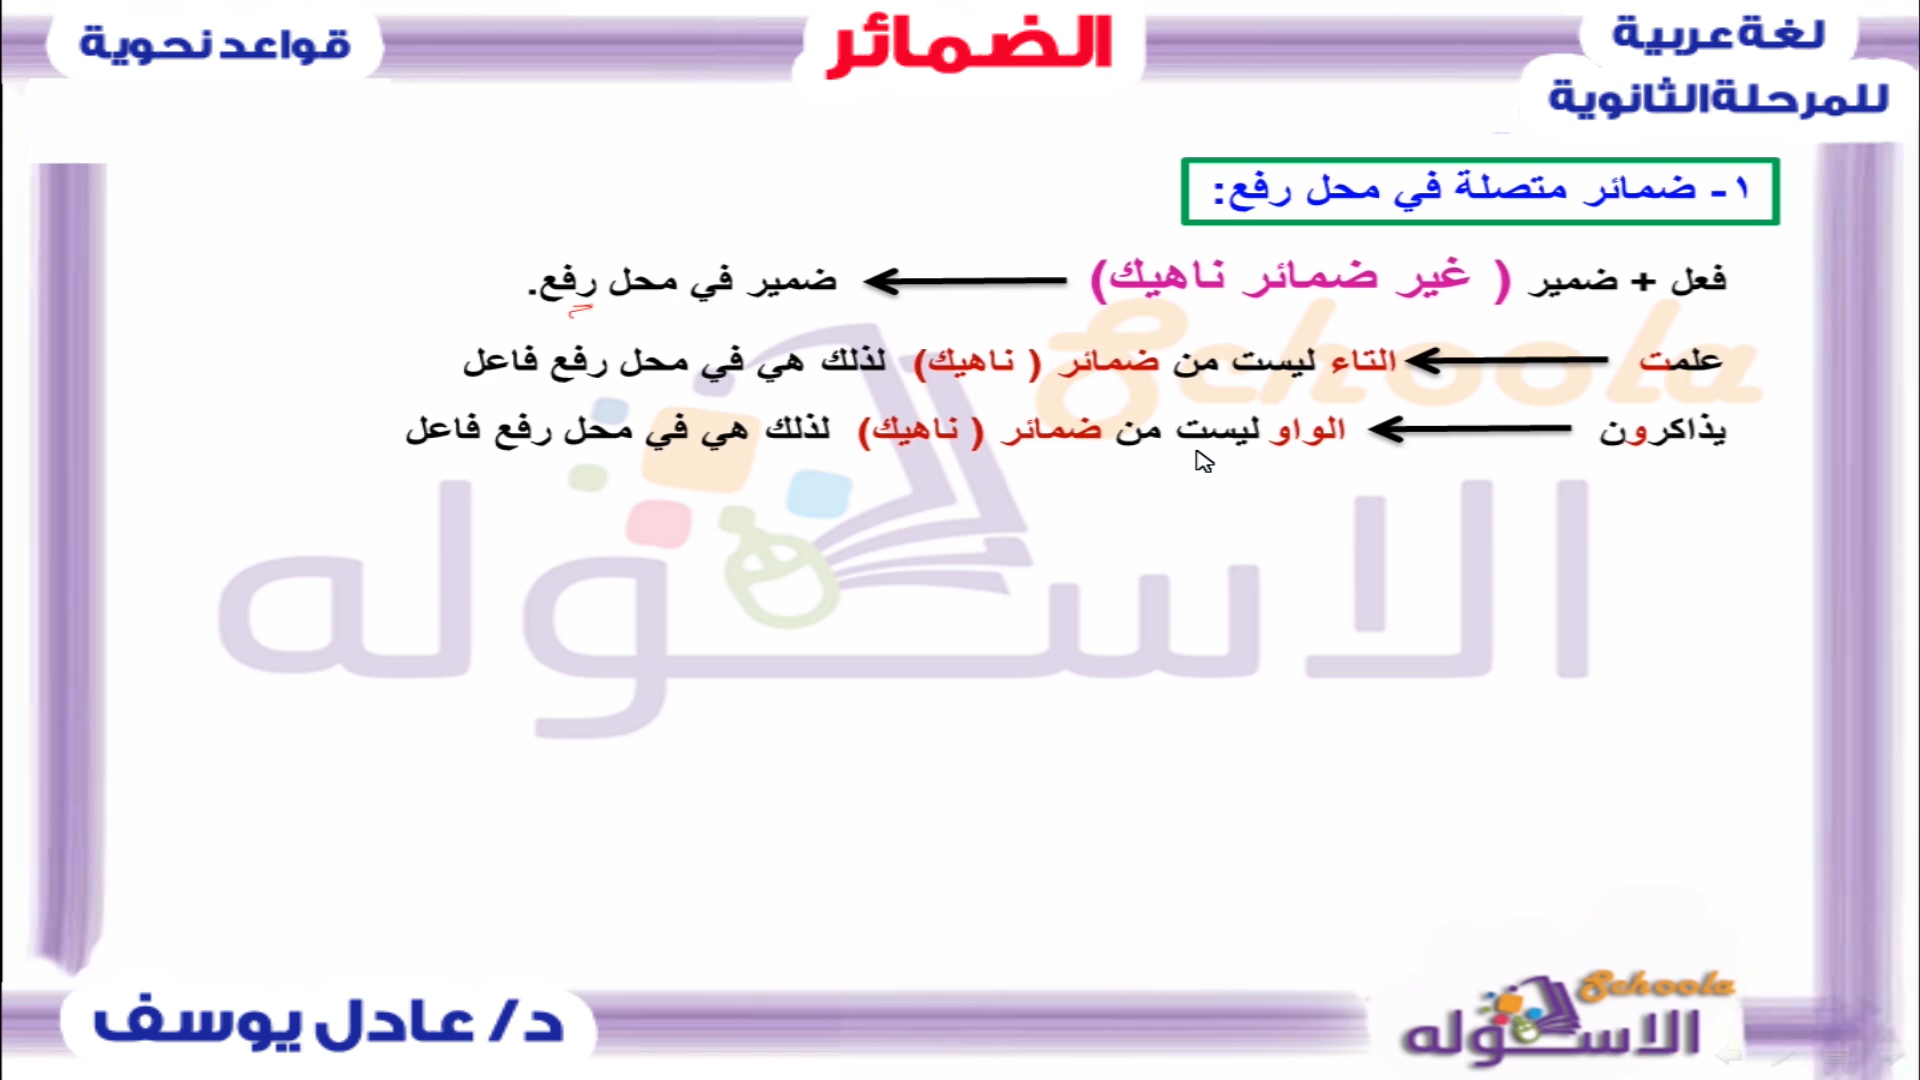 لغة عربية
للمرحلة الثانوية
الضمائر
قواعد نحوية
١- ضمائر متصلة في محل رفع:
فعل + ضمير ( غير ضمائر ناهيك) ضمير في محل رفع.
علمت التاء ليست من ضمائر ( ناهيك) لذلك هي في محل رفع فاعل
يذاكرون الواو ليست من ضمائر ( ناهيك) لذلك هي في محل رفع فاعل
Schoola
الاسكوله
Schoola
الاسكوله
د/ عادل يوسف